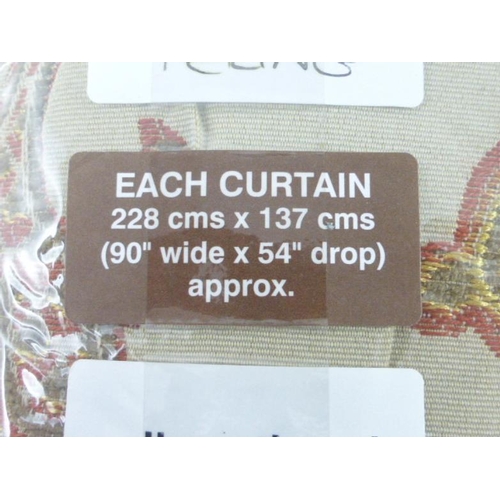 EACH CURTAIN
228 cms x 137 cms
(90" wide x 54" drop)
approx.